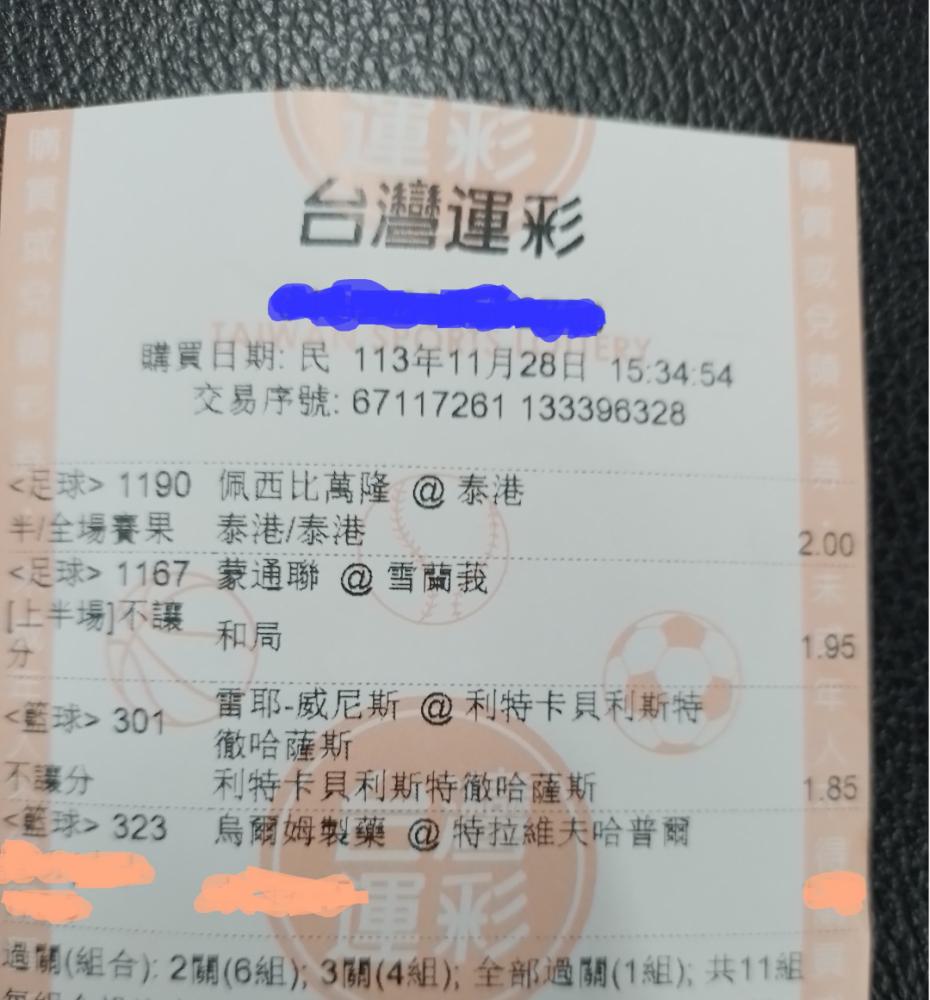 運彩
台灣運彩
TAIWAN SPORTS LOTTERY
購買日期: 民 113年11月28日 15:34:54
交易序號: 67117261 133396328
<足球> 1190 佩西比萬隆 @ 泰港
半/全場賽果 泰港/泰港 2.00
<足球> 1167 蒙通聯 @ 雪蘭莪
[上半場]不讓
分 和局 1.95
<籃球> 301 雷耶-威尼斯 @ 利特卡貝利斯特
徹哈薩斯
不讓分 利特卡貝利斯特徹哈薩斯 1.85
<籃球> 323 烏爾姆製藥 @ 特拉維夫哈普爾
台灣
運彩
過關(組合): 2關(6組); 3關(4組); 全部過關(1組); 共11組